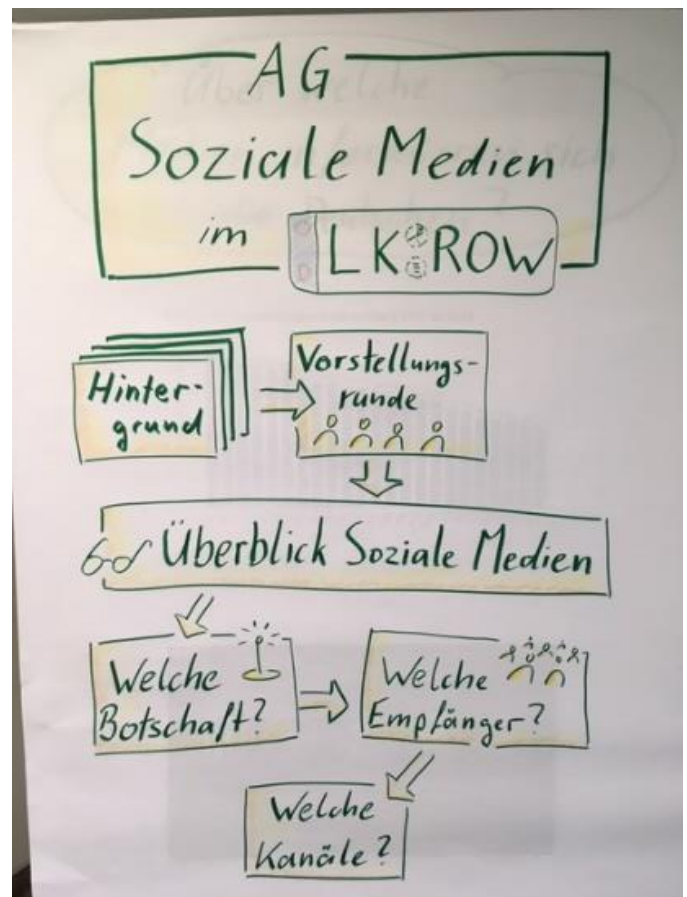 AG
Soziale Medien
im LK ROW
Hinter-
grund
Vorstellungs-
runde
Überblick Soziale Medien
Welche
Botschaft?
Welche
Empfänger?
Welche
Kanäle?